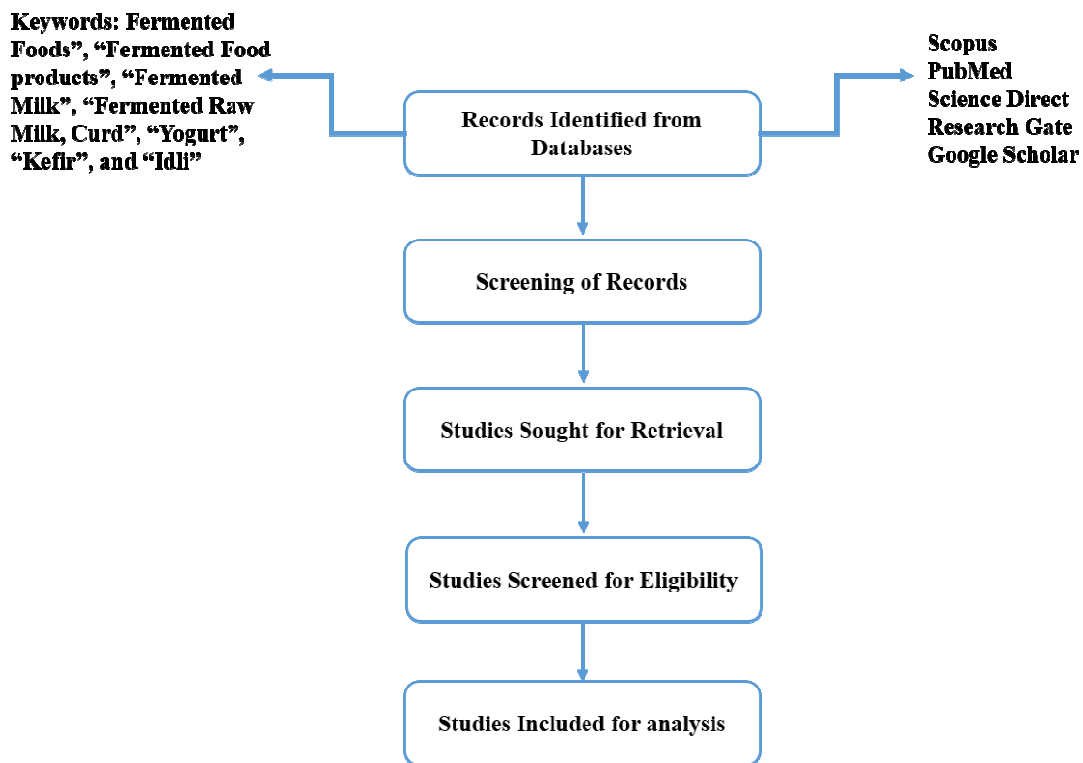 Keywords: Fermented
Foods”, “Fermented Food
products”, “Fermented
Milk”, “Fermented Raw
Milk, Curd”, “Yogurt”,
“Kefir”, and “Idli”
Scopus
PubMed
Science Direct
Research Gate
Google Scholar
Records Identified from
Databases
Screening of Records
Studies Sought for Retrieval
Studies Screened for Eligibility
Studies Included for analysis